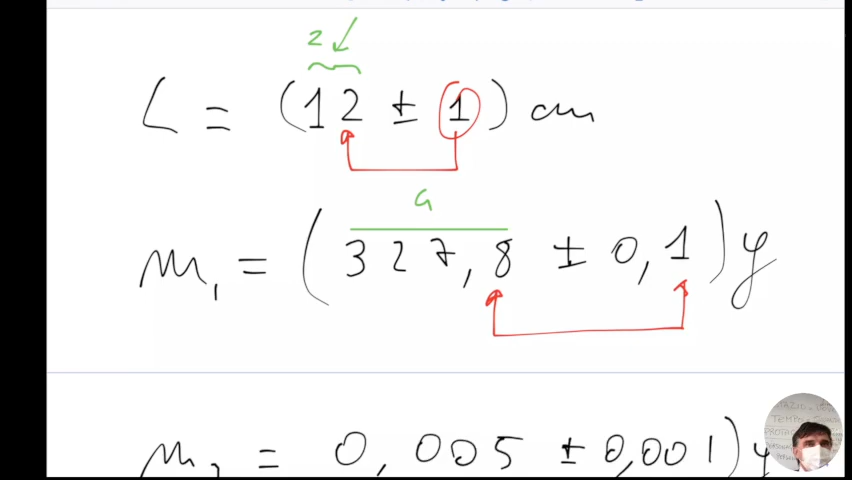 2
L = (12 ± 1) cm
4
m₁ = (327,8 ± 0,1) g
m₂ = 0,005 ± 0,001) g